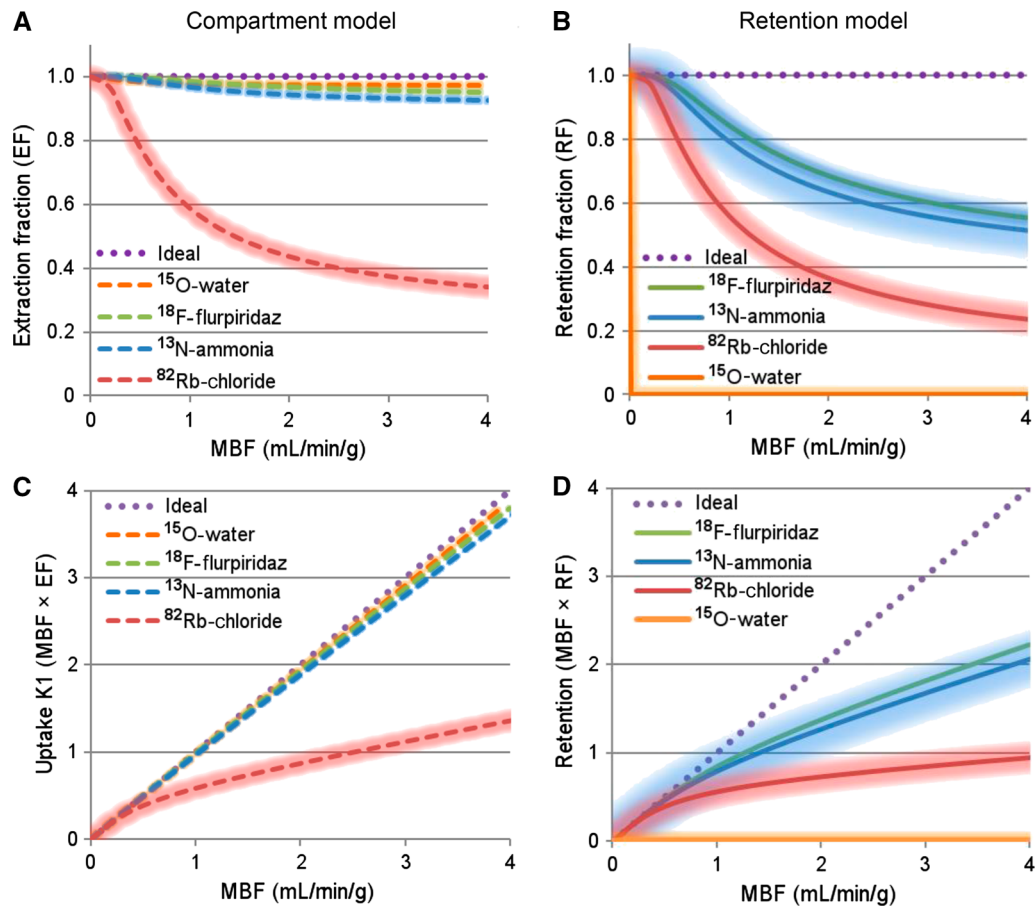 A
Compartment model
Extraction fraction (EF)
1.0
0.8
0.6
0.4
0.2
0
Ideal
¹⁵O-water
¹⁸F-flurpiridaz
¹³N-ammonia
⁸²Rb-chloride
0 1 2 3 4
MBF (mL/min/g)
B
Retention model
Retention fraction (RF)
1.0
0.8
0.6
0.4
0.2
0
Ideal
¹⁸F-flurpiridaz
¹³N-ammonia
⁸²Rb-chloride
¹⁵O-water
0 1 2 3 4
MBF (mL/min/g)
C
Uptake K1 (MBF × EF)
4
3
2
1
0
Ideal
¹⁵O-water
¹⁸F-flurpiridaz
¹³N-ammonia
⁸²Rb-chloride
0 1 2 3 4
MBF (mL/min/g)
D
Retention (MBF × RF)
4
3
2
1
0
Ideal
¹⁸F-flurpiridaz
¹³N-ammonia
⁸²Rb-chloride
¹⁵O-water
0 1 2 3 4
MBF (mL/min/g)